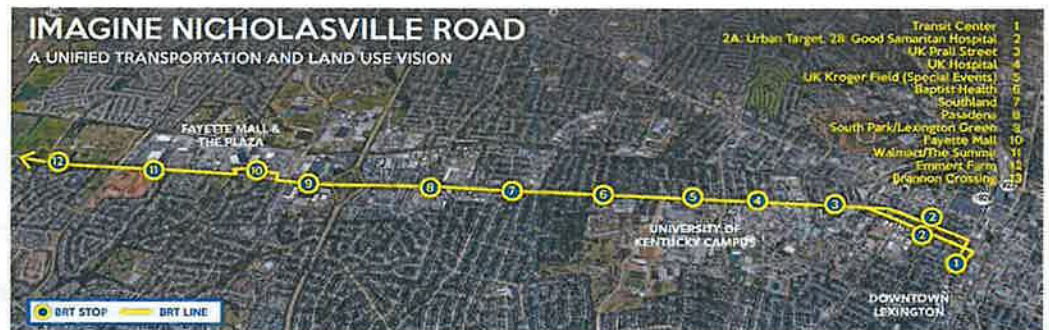 IMAGINE NICHOLASVILLE ROAD
A UNIFIED TRANSPORTATION AND LAND USE VISION
Transit Center 1
2A: Urban Target, 2B: Good Samaritan Hospital 2
UK Prall Street 3
UK Hospital 4
UK Kroger Field (Special Events) 5
Baptist Health 6
Southland 7
Pasadena 8
South Park/Lexington Green 9
Fayette Mall 10
Walmart/The Summit 11
Emmert Farm 12
Brannon Crossing 13
FAYETTE MALL &
THE PLAZA
12
11
10
9
8
7
6
5
4
3
2
2
1
UNIVERSITY OF
KENTUCKY CAMPUS
DOWNTOWN
LEXINGTON
BRT STOP BRT LINE